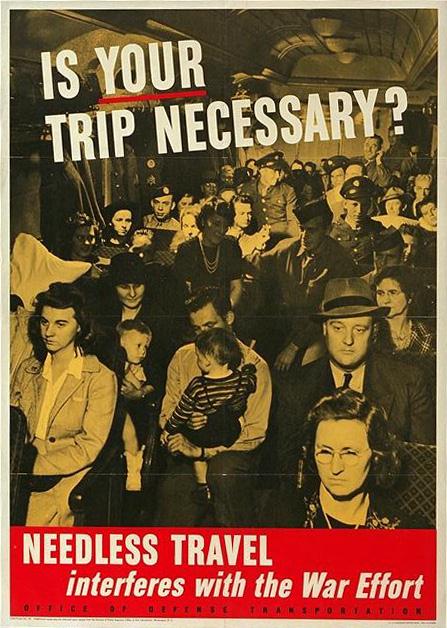 IS YOUR
TRIP NECESSARY?
NEEDLESS TRAVEL
interferes with the War Effort
OFFICE OF DEFENSE TRANSPORTATION